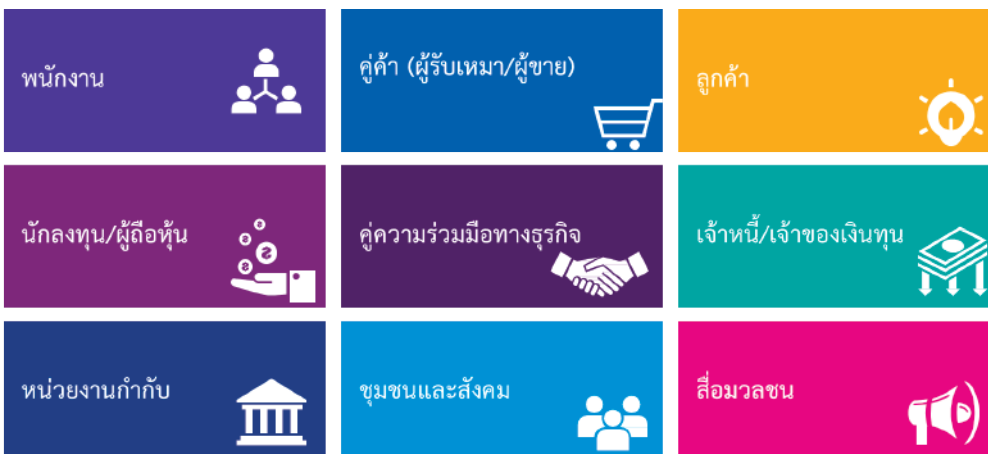 พนักงาน
คู่ค้า (ผู้รับเหมา/ผู้ขาย)
ลูกค้า
นักลงทุน/ผู้ถือหุ้น
คู่ความร่วมมือทางธุรกิจ
เจ้าหนี้/เจ้าของเงินทุน
หน่วยงานกำกับ
ชุมชนและสังคม
สื่อมวลชน